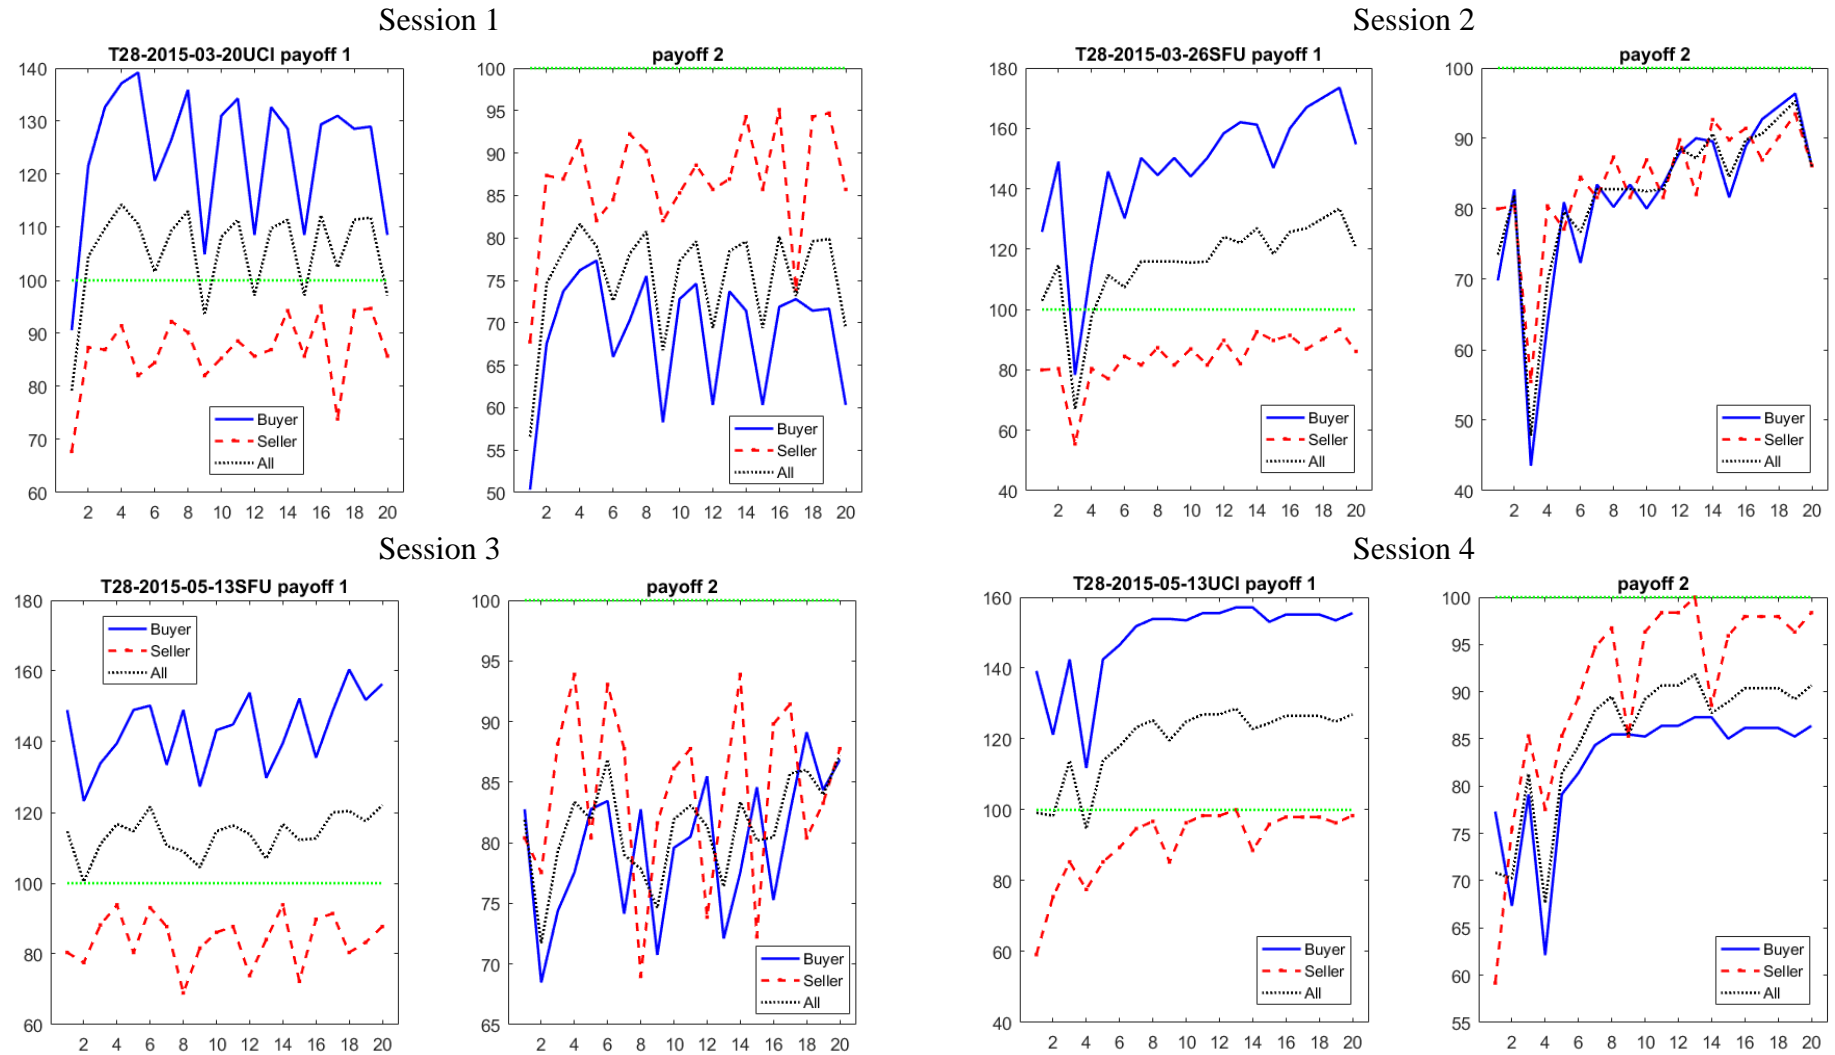 Session 1
T28-2015-03-20UCI payoff 1
140
130
120
110
100
90
80
70
60
2 4 6 8 10 12 14 16 18 20
Buyer
Seller
All
payoff 2
100
95
90
85
80
75
70
65
60
55
50
2 4 6 8 10 12 14 16 18 20
Buyer
Seller
All
Session 2
T28-2015-03-26SFU payoff 1
180
160
140
120
100
80
60
40
2 4 6 8 10 12 14 16 18 20
Buyer
Seller
All
payoff 2
100
90
80
70
60
50
40
2 4 6 8 10 12 14 16 18 20
Buyer
Seller
All
Session 3
T28-2015-05-13SFU payoff 1
180
160
140
120
100
80
60
2 4 6 8 10 12 14 16 18 20
Buyer
Seller
All
payoff 2
100
95
90
85
80
75
70
65
2 4 6 8 10 12 14 16 18 20
Buyer
Seller
All
Session 4
T28-2015-05-13UCI payoff 1
160
140
120
100
80
60
40
2 4 6 8 10 12 14 16 18 20
Buyer
Seller
All
payoff 2
100
95
90
85
80
75
70
65
60
55
2 4 6 8 10 12 14 16 18 20
Buyer
Seller
All